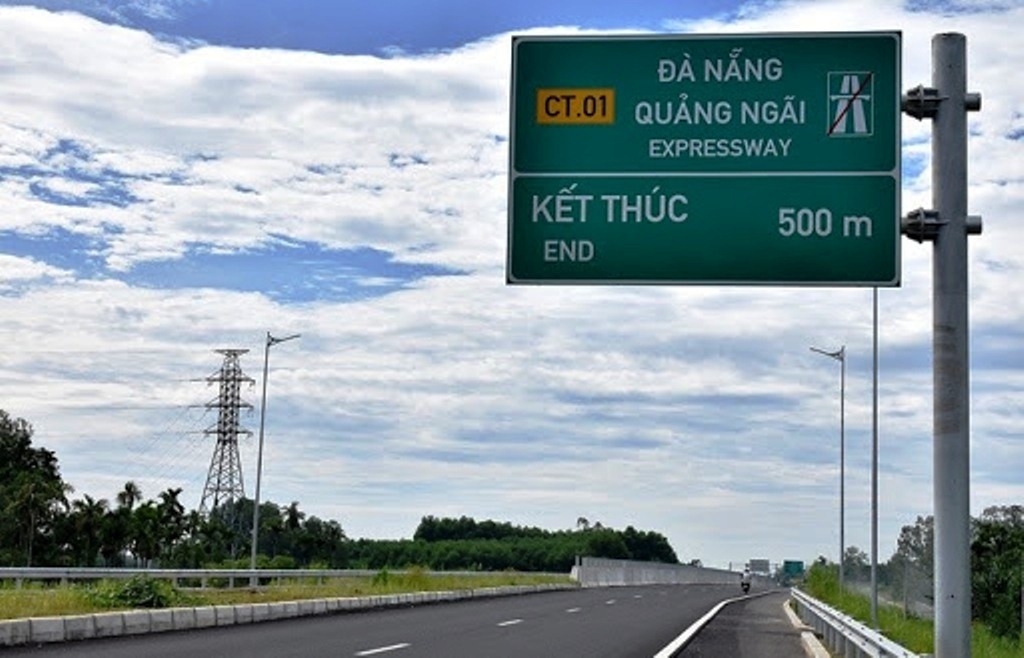 ĐÀ NẴNG
CT.01 QUẢNG NGÃI
EXPRESSWAY
KẾT THÚC 500 m
END